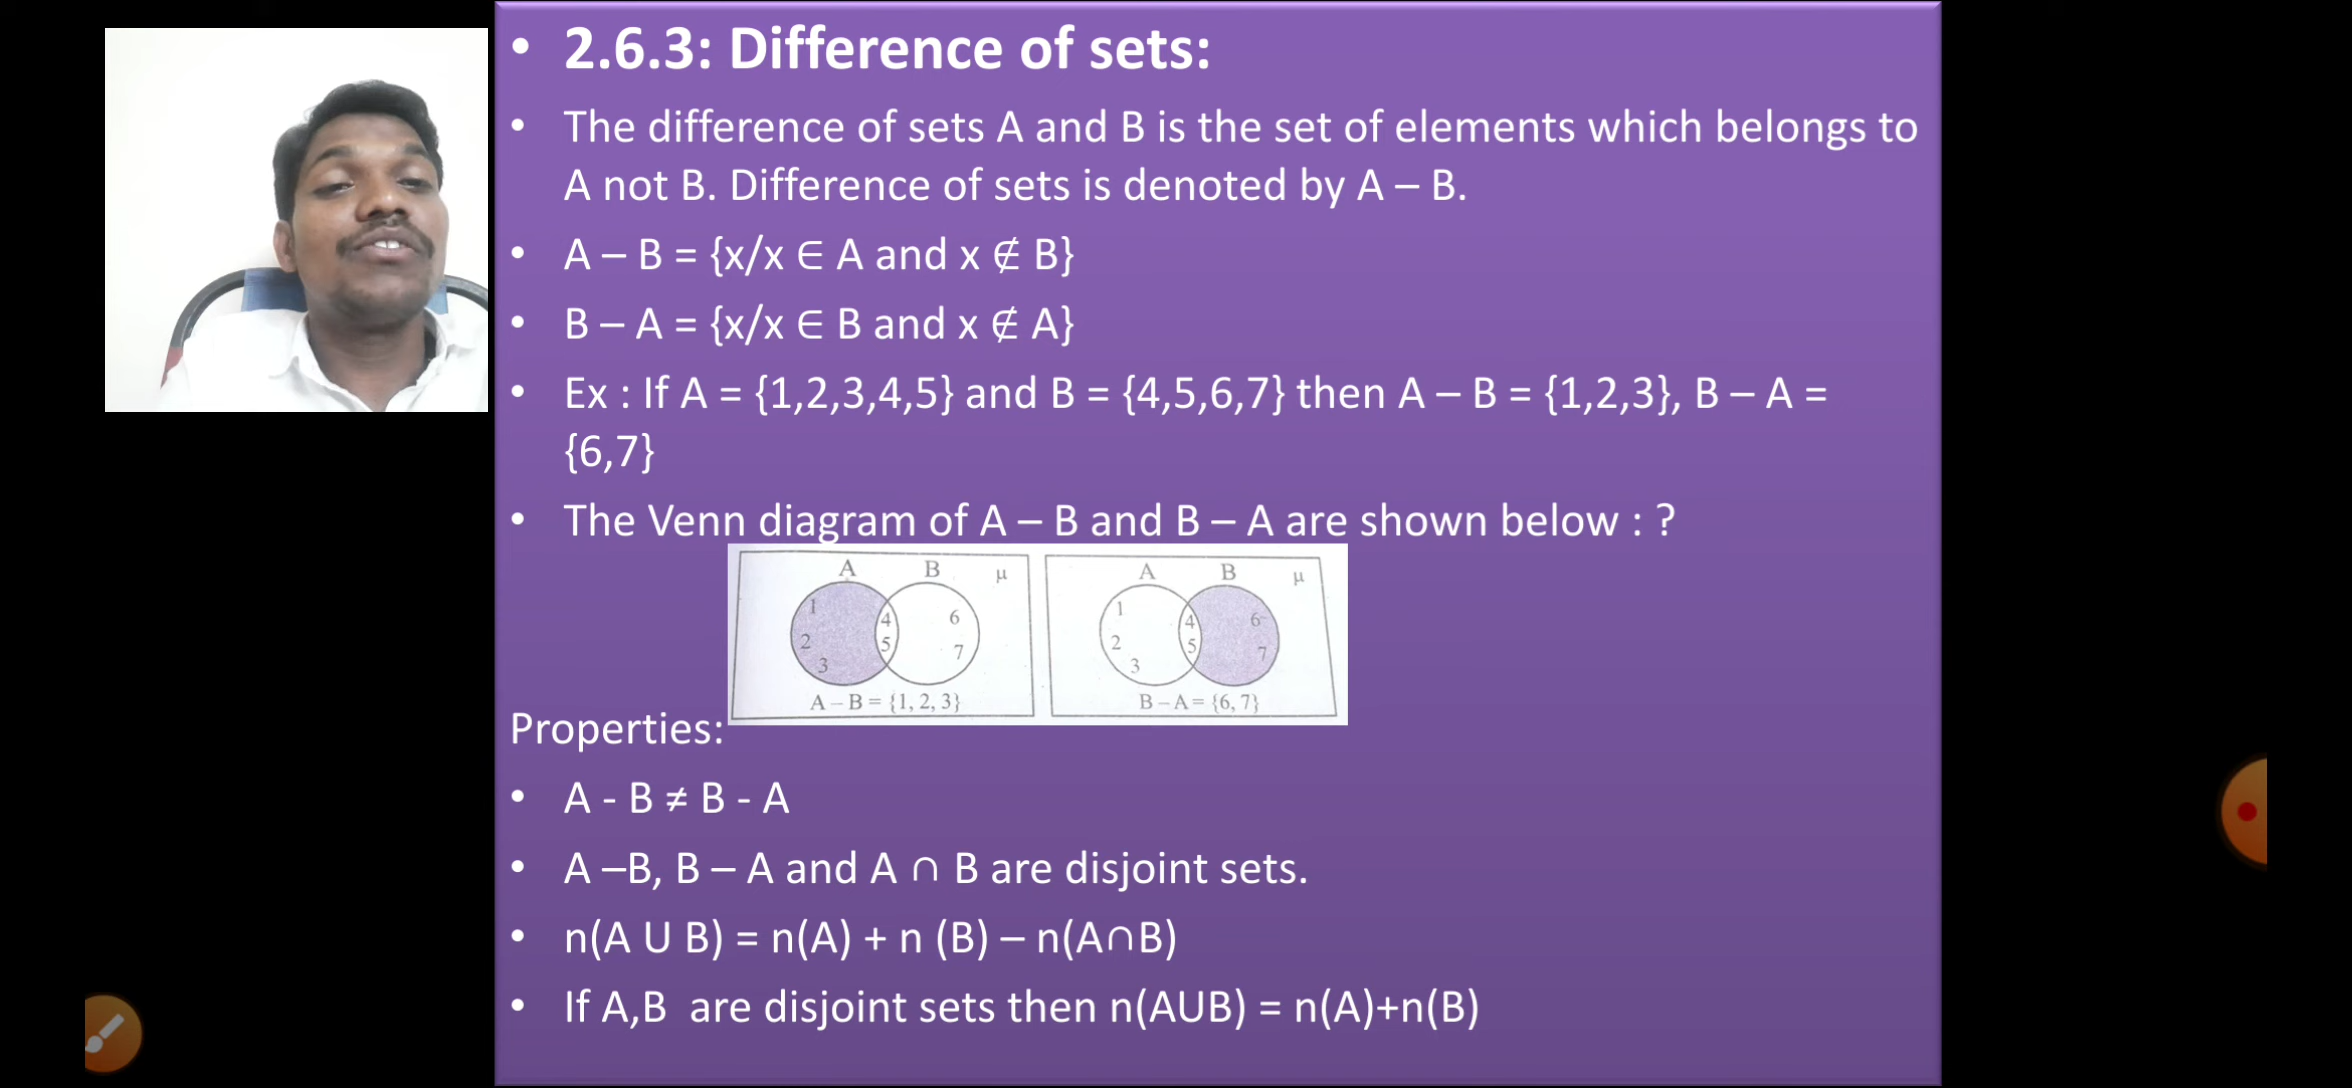 • 2.6.3: Difference of sets:
• The difference of sets A and B is the set of elements which belongs to
A not B. Difference of sets is denoted by A – B.
• A – B = {x/x ∈ A and x ∉ B}
• B – A = {x/x ∈ B and x ∉ A}
• Ex : If A = {1,2,3,4,5} and B = {4,5,6,7} then A – B = {1,2,3}, B – A =
{6,7}
• The Venn diagram of A – B and B – A are shown below : ?
A B μ
1 4 6
2 5 7
3
A – B = {1, 2, 3}
A B μ
1 4 6
2 5 7
3
B – A = {6, 7}
Properties:
• A - B ≠ B - A
• A –B, B – A and A ∩ B are disjoint sets.
• n(A U B) = n(A) + n (B) – n(A∩B)
• If A,B are disjoint sets then n(AUB) = n(A)+n(B)